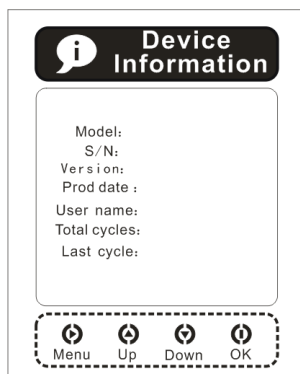 Device
Information
Model:
S/N:
Version:
Prod date :
User name:
Total cycles:
Last cycle:
Menu Up Down OK